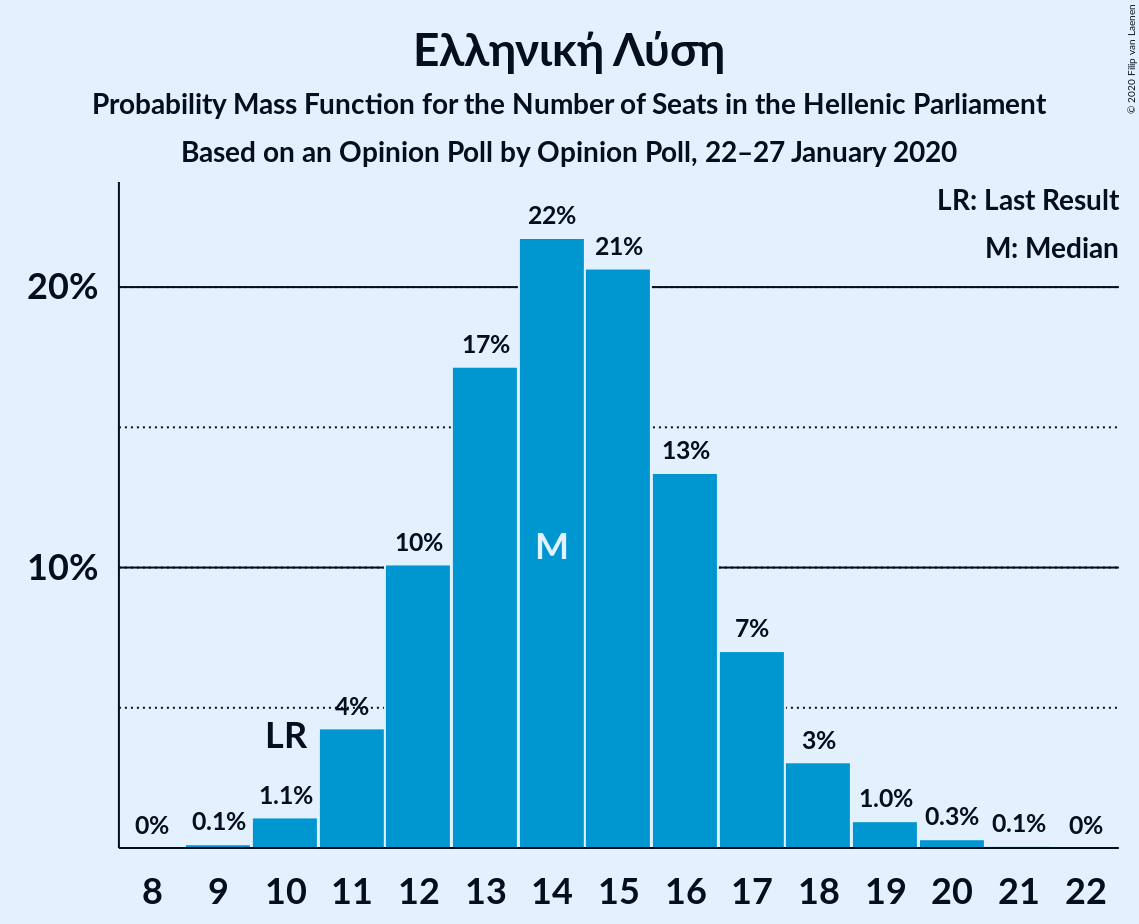 Ελληνική Λύση
Probability Mass Function for the Number of Seats in the Hellenic Parliament
Based on an Opinion Poll by Opinion Poll, 22–27 January 2020
© 2020 Filip van Laenen
LR: Last Result
M: Median
22%
21%
20%
17%
13%
10%
M
10%
7%
4%
LR
3%
1.1%
1.0%
0%
0.1%
0.3%
0.1%
0%
8 9 10 11 12 13 14 15 16 17 18 19 20 21 22